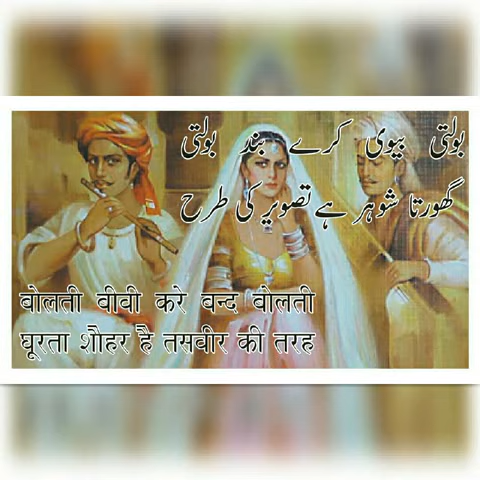 بولتی بیوی کرے بند بولتی
گھورتا شوہر ہے تصویر کی طرح
बोलती बीवी करे बन्द बोलती
घूरता शौहर है तसवीर की तरह